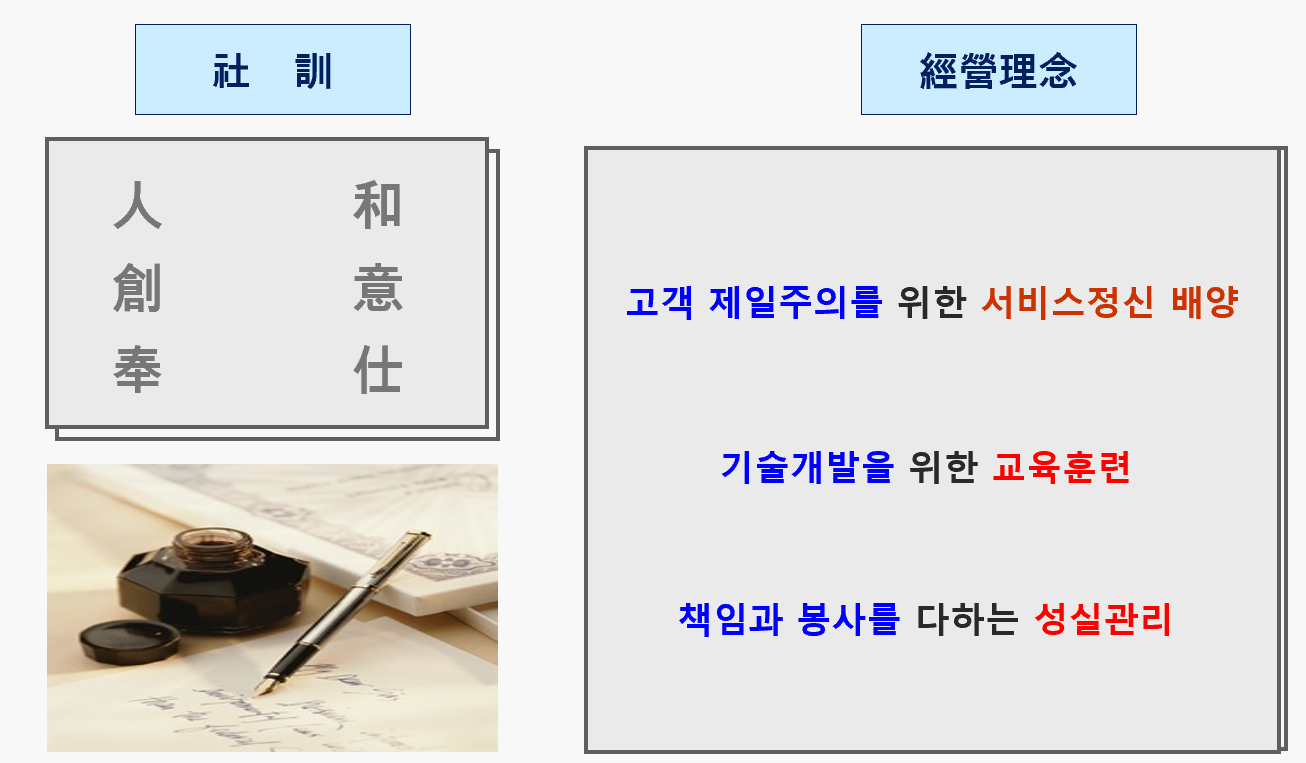 社 訓
人 和
創 意
奉 仕
經營理念
고객 제일주의를 위한 서비스정신 배양
기술개발을 위한 교육훈련
책임과 봉사를 다하는 성실관리